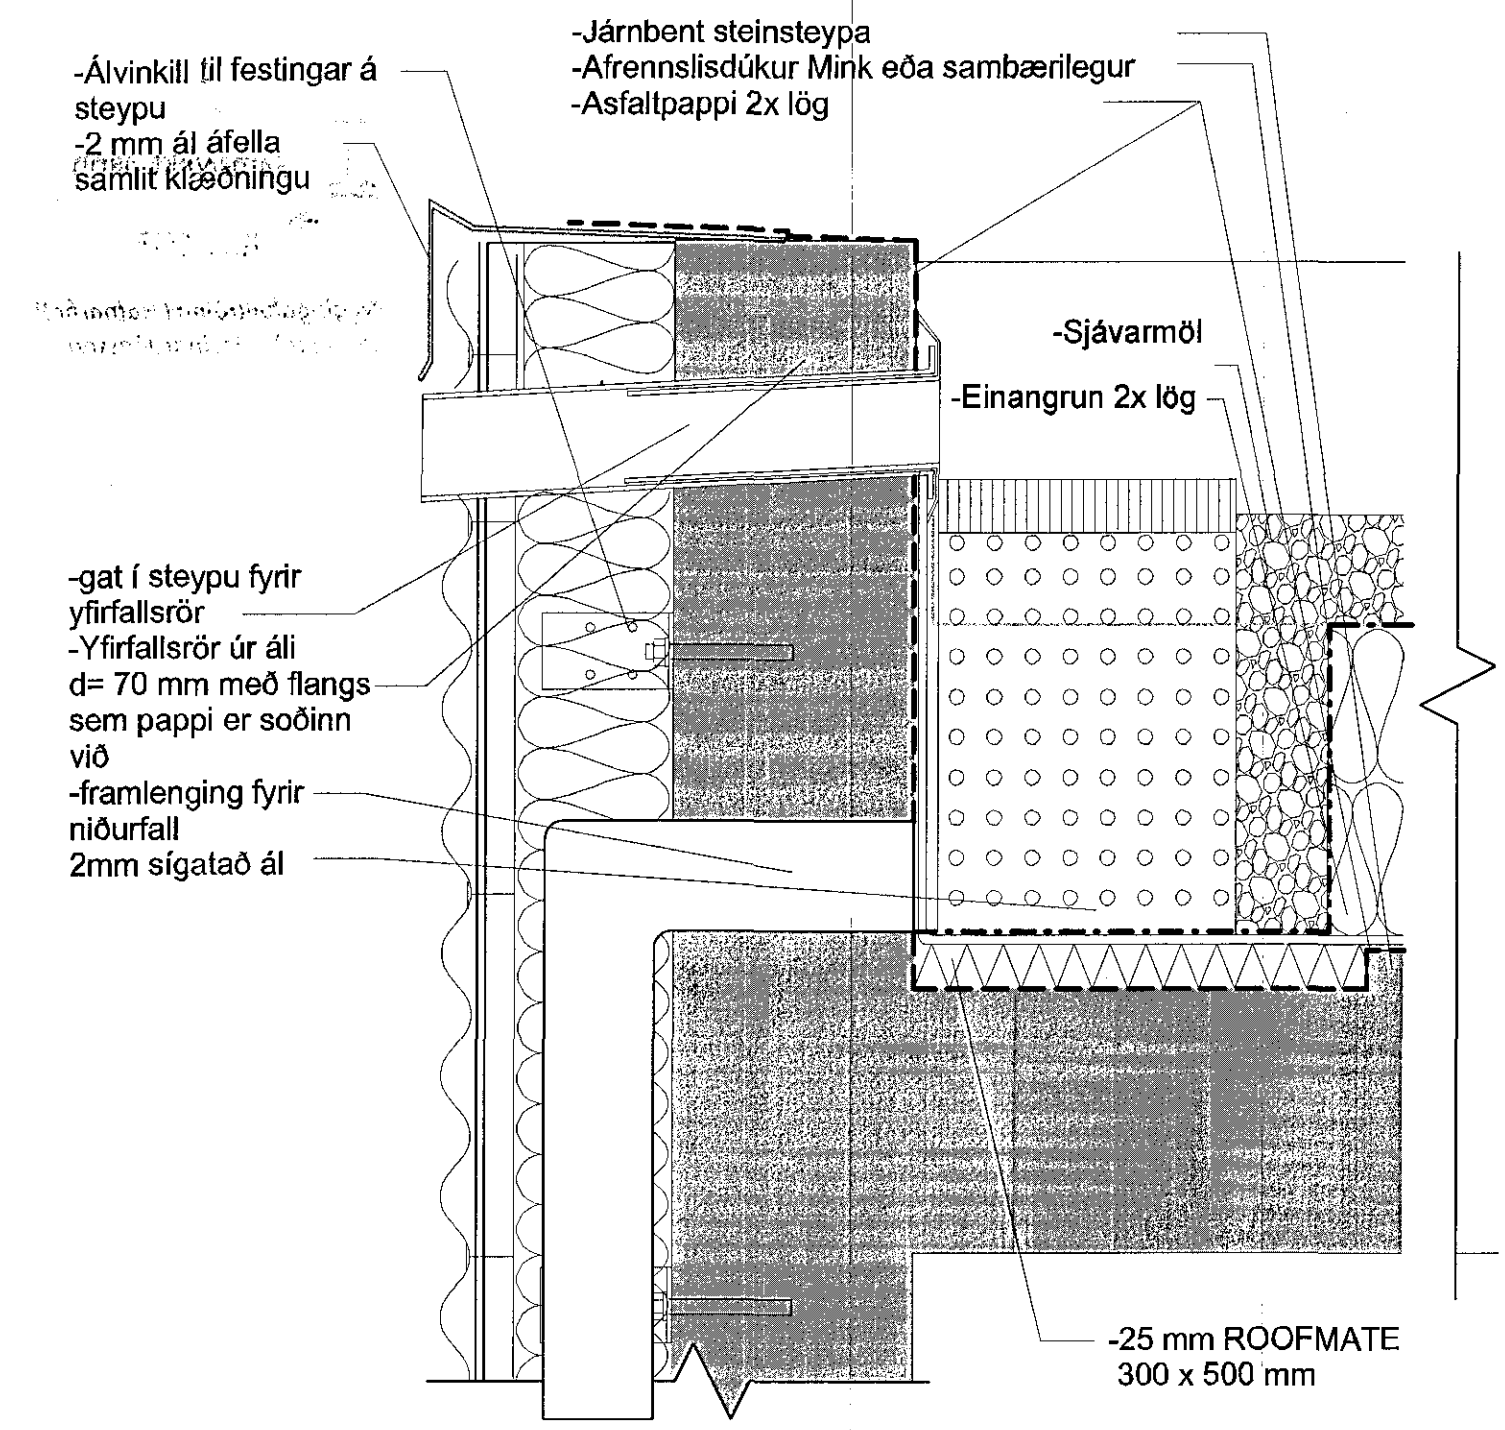 -Járnbent steinsteypa
-Afrennslisdúkur Mink eða sambærilegur
-Asfaltpappi 2x lög
-Álvinkill til festingar á
steypu
-2 mm ál áfella
samlit klæðningu
-Sjávarmöl
-Einangrun 2x lög
-gat í steypu fyrir
yfirfallsrör
-Yfirfallsrör úr áli
d= 70 mm með flangs
sem pappi er soðinn
við
-framlenging fyrir
niðurfall
2mm sígatað ál
-25 mm ROOFMATE
300 x 500 mm